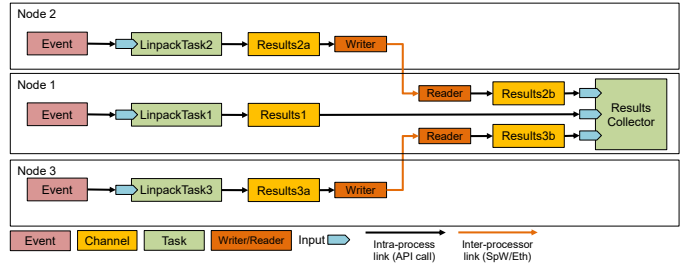 Node 2
Event
LinpackTask2
Results2a
Writer
Node 1
Reader
Results2b
Event
LinpackTask1
Results1
Results
Collector
Reader
Results3b
Node 3
Event
LinpackTask3
Results3a
Writer
Event
Channel
Task
Writer/Reader
Input
Intra-process
link (API call)
Inter-processor
link (SpW/Eth)